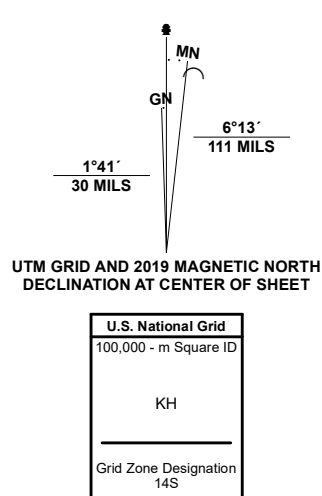 MN
GN
6°13´
111 MILS
1°41´
30 MILS
UTM GRID AND 2019 MAGNETIC NORTH
DECLINATION AT CENTER OF SHEET
U.S. National Grid
100,000 - m Square ID
KH
Grid Zone Designation
14S